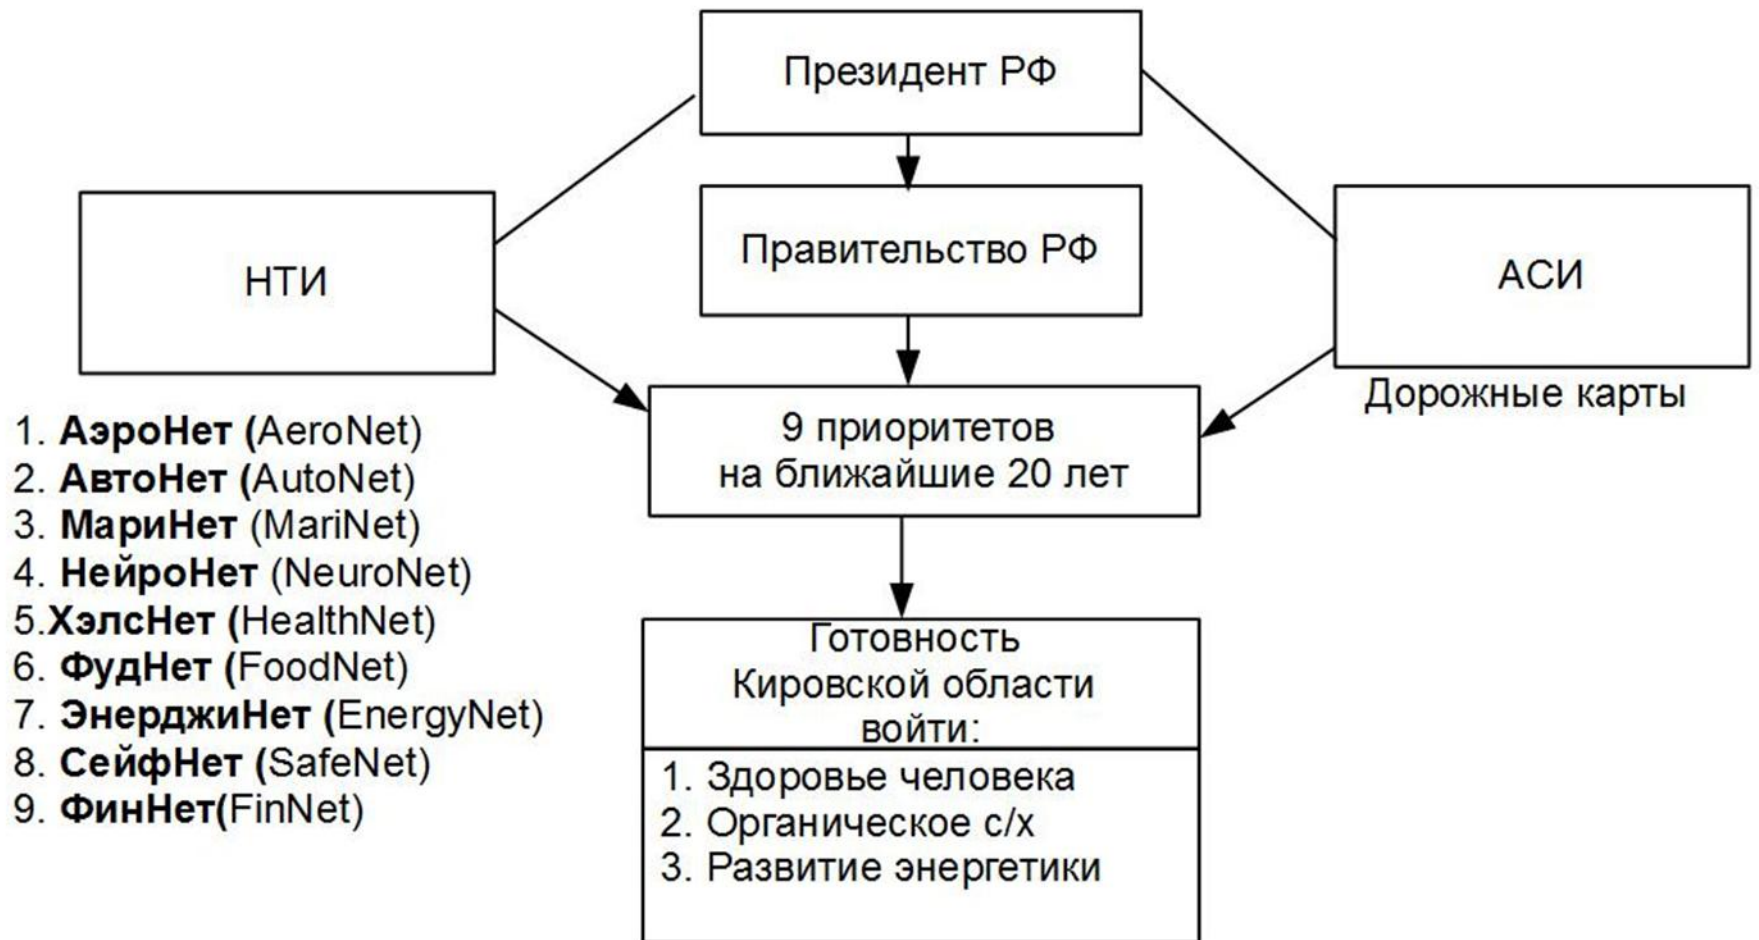 Президент РФ
Правительство РФ
НТИ
АСИ
Дорожные карты
9 приоритетов
на ближайшие 20 лет
1. АэроНет (AeroNet)
2. АвтоНет (AutoNet)
3. МариНет (MariNet)
4. НейроНет (NeuroNet)
5.ХэлсНет (HealthNet)
6. ФудНет (FoodNet)
7. ЭнерджиНет (EnergyNet)
8. СейфНет (SafeNet)
9. ФинНет(FinNet)
Готовность
Кировской области
войти:
1. Здоровье человека
2. Органическое с/х
3. Развитие энергетики